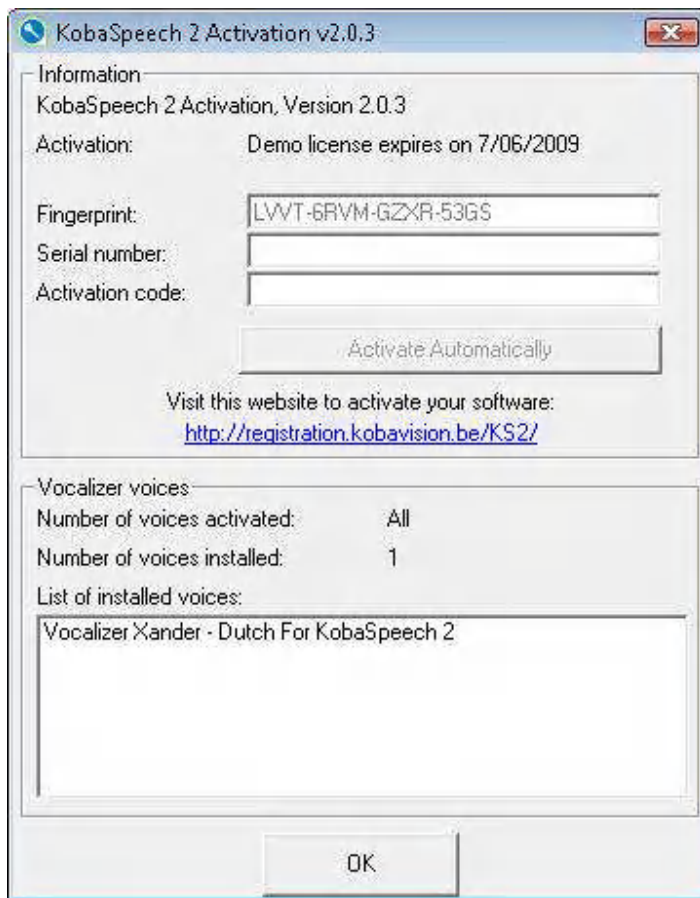 KobaSpeech 2 Activation v2.0.3
Information
KobaSpeech 2 Activation, Version 2.0.3
Activation: Demo license expires on 7/06/2009
Fingerprint: LVVT-6RVM-GZXR-53GS
Serial number:
Activation code:
Activate Automatically
Visit this website to activate your software:
http://registration.kobavision.be/KS2/
Vocalizer voices
Number of voices activated: All
Number of voices installed: 1
List of installed voices:
Vocalizer Xander - Dutch For KobaSpeech 2
OK